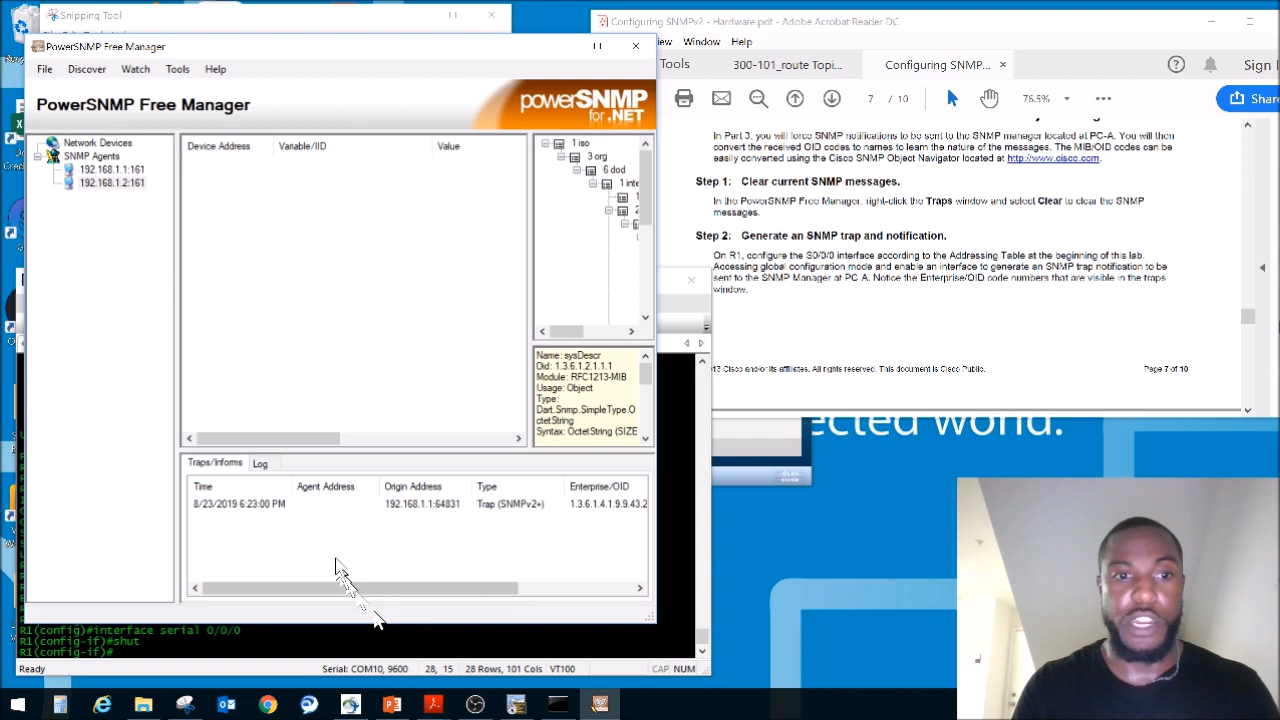 Snipping Tool
PowerSNMP Free Manager
File Discover Watch Tools Help
PowerSNMP Free Manager
powerSNMP
for .NET
Network Devices
SNMP Agents
192.168.1.1:161
192.168.1.2:161
Device Address Variable/IID Value
1 iso
3 org
6 dod
1 inte
1
2
Name: sysDescr
Oid: 1.3.6.1.2.1.1.1
Module: RFC1213-MIB
Usage: Object
Type:
Dart.Snmp.SimpleType.O
ctetString
Syntax: OctetString (SIZE
Traps/Informs Log
Time Agent Address Origin Address Type Enterprise/OID
8/23/2019 6:23:00 PM 192.168.1.1:64831 Trap (SNMPv2+) 1.3.6.1.4.1.9.9.43.2
R1(config)#interface serial 0/0/0
R1(config-if)#shut
R1(config-if)#
Ready Serial: COM10, 9600 28, 15 28 Rows, 101 Cols VT100 CAP NUM
Configuring SNMPv2 - Hardware.pdf - Adobe Acrobat Reader DC
iew Window Help
Tools 300-101_route Topi... Configuring SNMP... × Sign I
7 / 10 76.5% Share
In Part 3, you will force SNMP notifications to be sent to the SNMP manager located at PC-A. You will then
convert the received OID codes to names to learn the nature of the messages. The MIB/OID codes can be
easily converted using the Cisco SNMP Object Navigator located at http://www.cisco.com.
Step 1: Clear current SNMP messages.
In the PowerSNMP Free Manager, right-click the Traps window and select Clear to clear the SNMP
messages.
Step 2: Generate an SNMP trap and notification.
On R1, configure the S0/0/0 interface according to the Addressing Table at the beginning of this lab.
Accessing global configuration mode and enable an interface to generate an SNMP trap notification to be
sent to the SNMP Manager at PC A. Notice the Enterprise/OID code numbers that are visible in the traps
window.
13 Cisco and/or its affiliates. All rights reserved. This document is Cisco Public. Page 7 of 10
ected world.